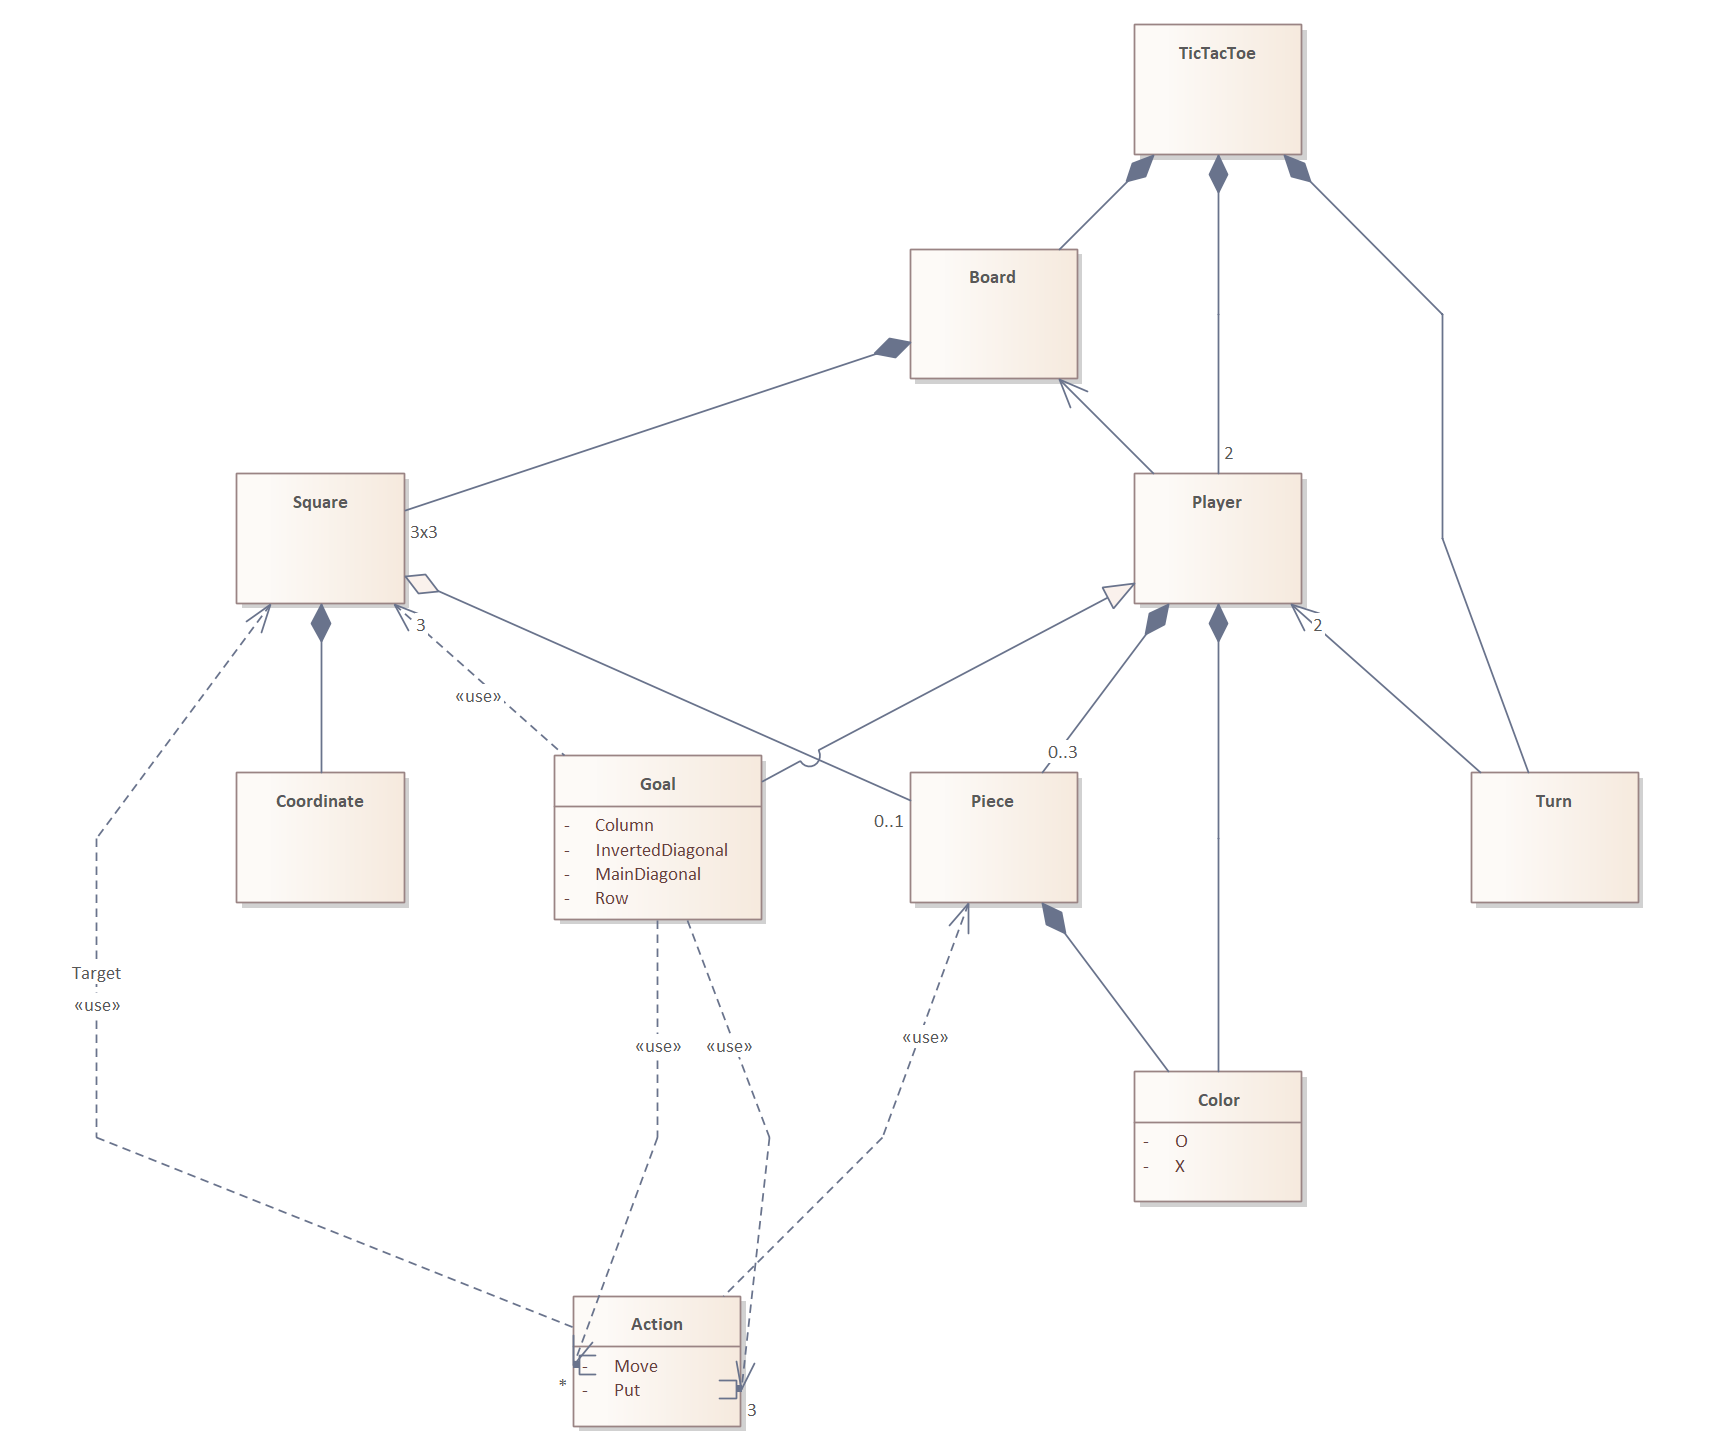 TicTacToe
Board
2
Square
Player
3x3
3
2
«use»
0..3
Goal
Coordinate
Piece
Turn
0..1
- Column
- InvertedDiagonal
- MainDiagonal
- Row
Target
«use»
«use»
«use»
«use»
Color
- O
- X
Action
- Move
- Put
*
3